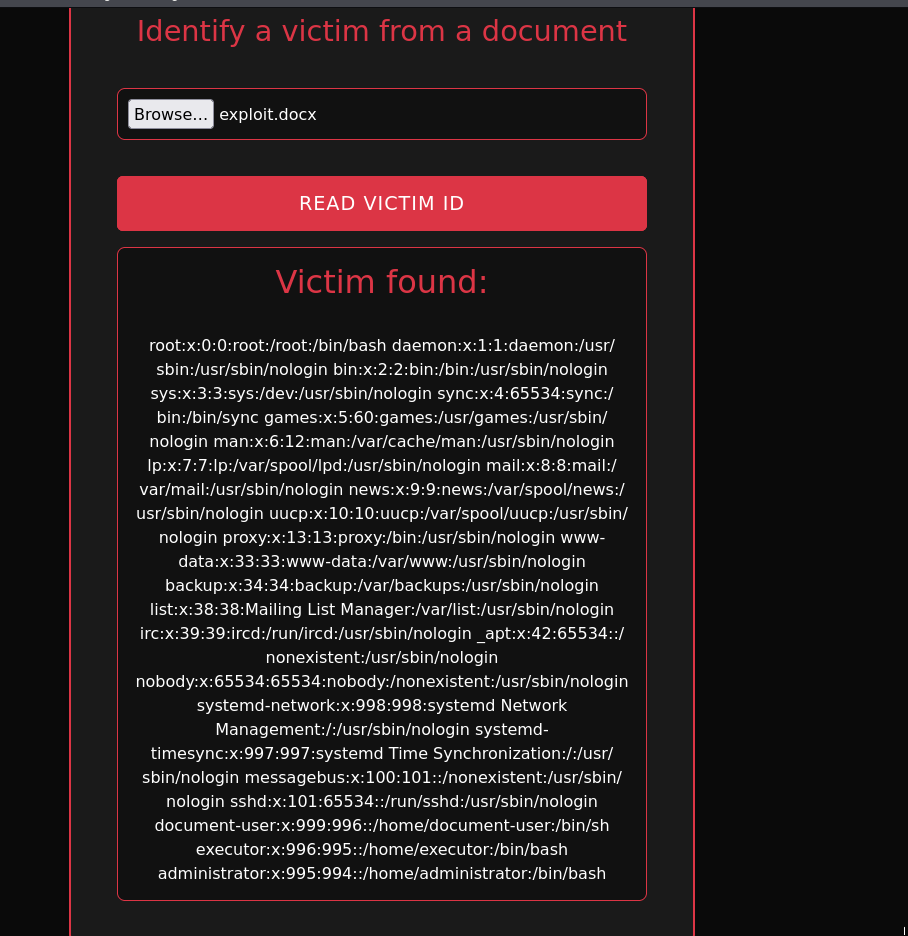 Identify a victim from a document
Browse... exploit.docx
READ VICTIM ID
Victim found:
root:x:0:0:root:/root:/bin/bash daemon:x:1:1:daemon:/usr/
sbin:/usr/sbin/nologin bin:x:2:2:bin:/bin:/usr/sbin/nologin
sys:x:3:3:sys:/dev:/usr/sbin/nologin sync:x:4:65534:sync:/
bin:/bin/sync games:x:5:60:games:/usr/games:/usr/sbin/
nologin man:x:6:12:man:/var/cache/man:/usr/sbin/nologin
lp:x:7:7:lp:/var/spool/lpd:/usr/sbin/nologin mail:x:8:8:mail:/
var/mail:/usr/sbin/nologin news:x:9:9:news:/var/spool/news:/
usr/sbin/nologin uucp:x:10:10:uucp:/var/spool/uucp:/usr/sbin/
nologin proxy:x:13:13:proxy:/bin:/usr/sbin/nologin www-
data:x:33:33:www-data:/var/www:/usr/sbin/nologin
backup:x:34:34:backup:/var/backups:/usr/sbin/nologin
list:x:38:38:Mailing List Manager:/var/list:/usr/sbin/nologin
irc:x:39:39:ircd:/run/ircd:/usr/sbin/nologin _apt:x:42:65534::/
nonexistent:/usr/sbin/nologin
nobody:x:65534:65534:nobody:/nonexistent:/usr/sbin/nologin
systemd-network:x:998:998:systemd Network
Management:/:/usr/sbin/nologin systemd-
timesync:x:997:997:systemd Time Synchronization:/:/usr/
sbin/nologin messagebus:x:100:101::/nonexistent:/usr/sbin/
nologin sshd:x:101:65534::/run/sshd:/usr/sbin/nologin
document-user:x:999:996::/home/document-user:/bin/sh
executor:x:996:995::/home/executor:/bin/bash
administrator:x:995:994::/home/administrator:/bin/bash